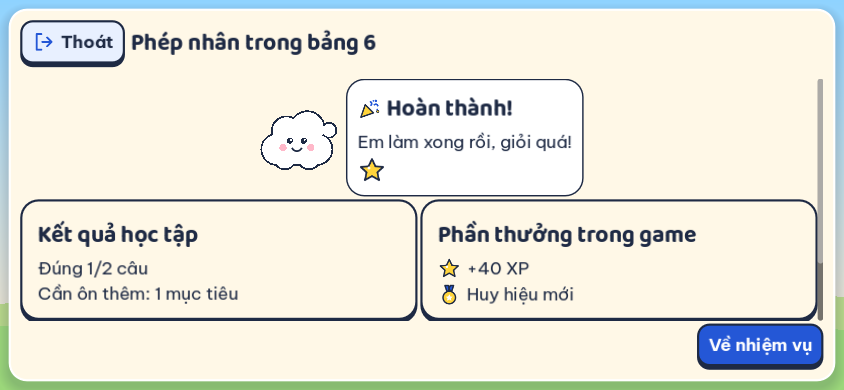 Thoát
Phép nhân trong bảng 6
Hoàn thành!
Em làm xong rồi, giỏi quá!
Kết quả học tập
Đúng 1/2 câu
Cần ôn thêm: 1 mục tiêu
Phần thưởng trong game
+40 XP
Huy hiệu mới
Về nhiệm vụ